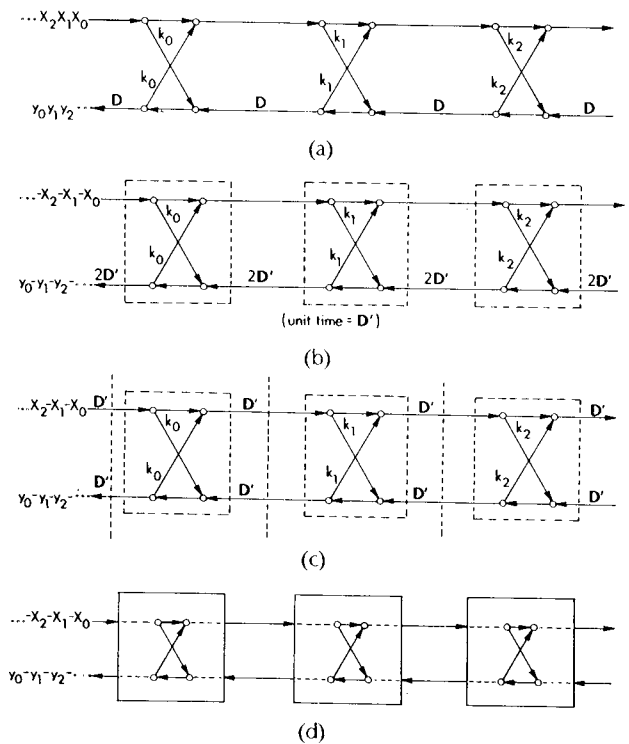 ...X₂X₁X₀
k₀ k₁ k₂
k₀ k₁ k₂
y₀y₁y₂ ... D D D D
(a)
...-X₂-X₁-X₀
k₀ k₁ k₂
k₀ k₁ k₂
y₀-y₁-y₂- ... 2D' 2D' 2D' 2D'
(unit time = D')
(b)
...X₂-X₁-X₀ D' D' D' D'
k₀ k₁ k₂
k₀ k₁ k₂
y₀-y₁-y₂- ... D' D' D' D'
(c)
...-X₂-X₁-X₀
y₀-y₁-y₂- ...
(d)